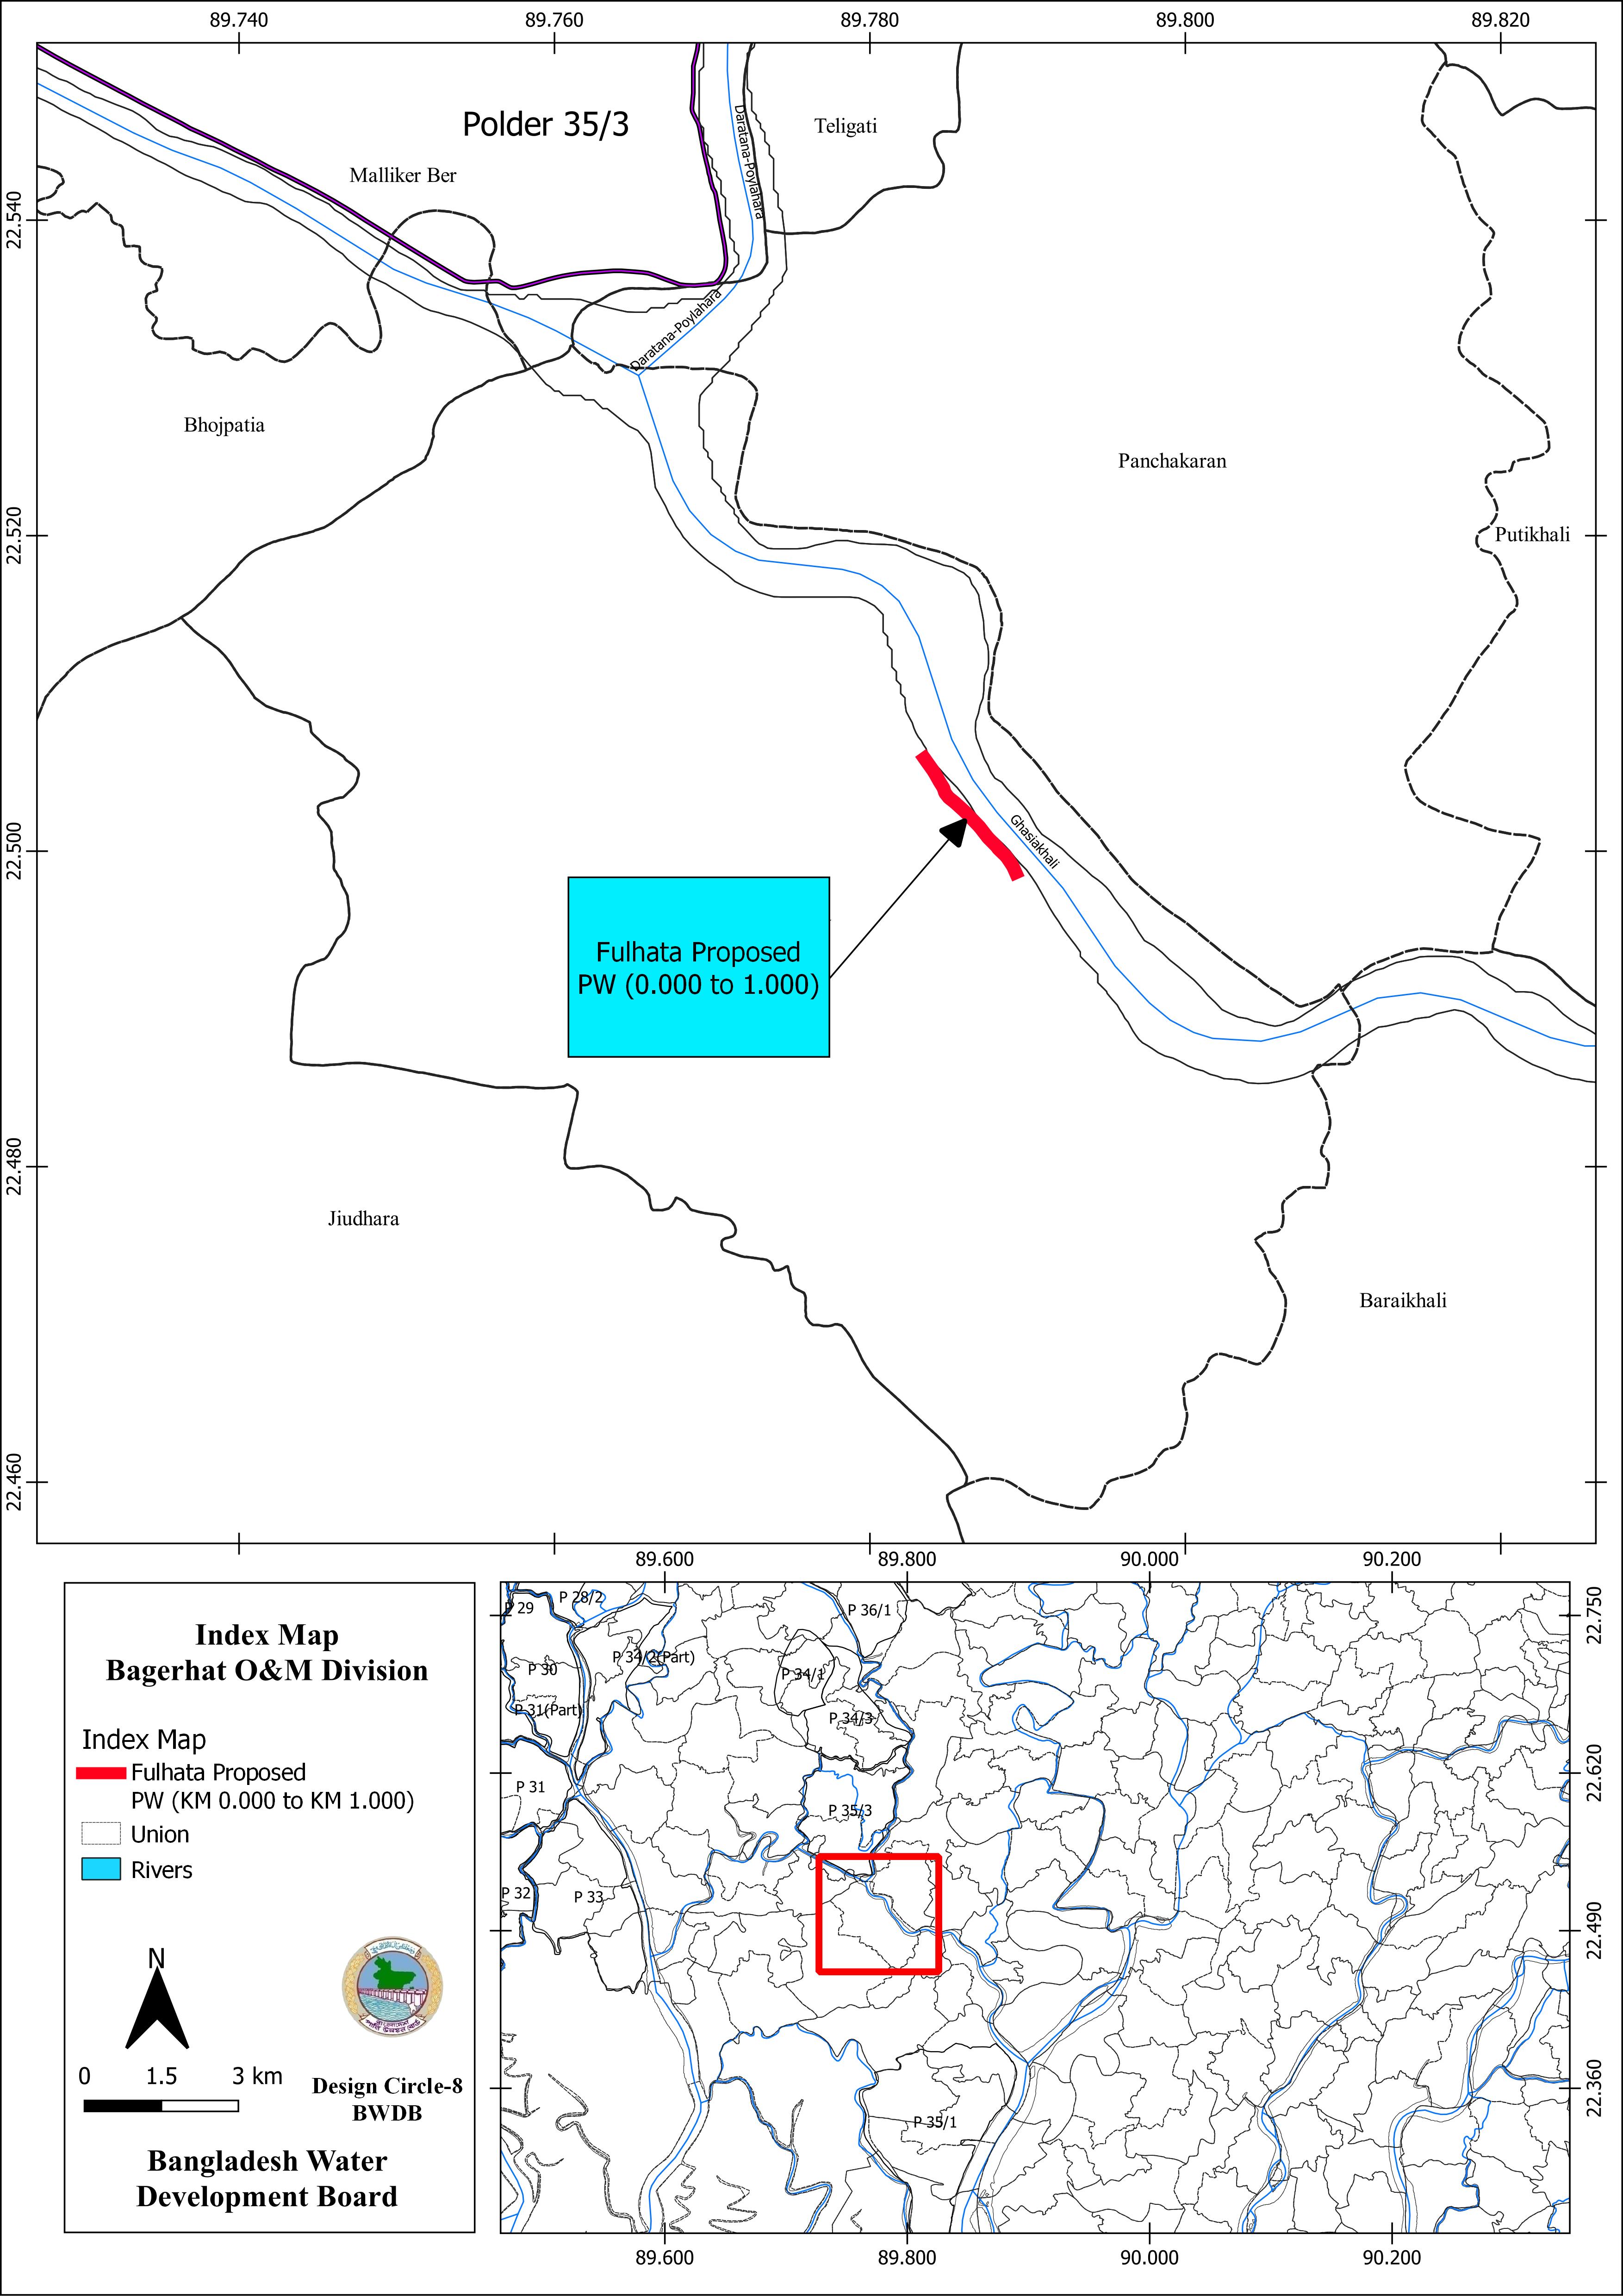 89.740
89.760
89.780
89.800
89.820
Polder 35/3
Teligati
Malliker Ber
Daratana-Poylahara
22.540
Daratana-Poylahara
Bhojpatia
Panchakaran
22.520
Putikhali
Ghasiakhali
22.500
Fulhata Proposed
PW (0.000 to 1.000)
22.480
Jiudhara
Baraikhali
22.460
89.600
89.800
90.000
90.200
P 28/2
P 29
P 36/1
22.750
P 34/2(Part)
P 30
P 34/1
P 31(Part)
P 34/3
22.620
P 31
P 35/3
P 32
P 33
22.490
22.360
P 35/1
89.600
89.800
90.000
90.200
Index Map
Bagerhat O&M Division
Index Map
Fulhata Proposed
PW (KM 0.000 to KM 1.000)
Union
Rivers
N
0 1.5 3 km
Design Circle-8
BWDB
Bangladesh Water
Development Board